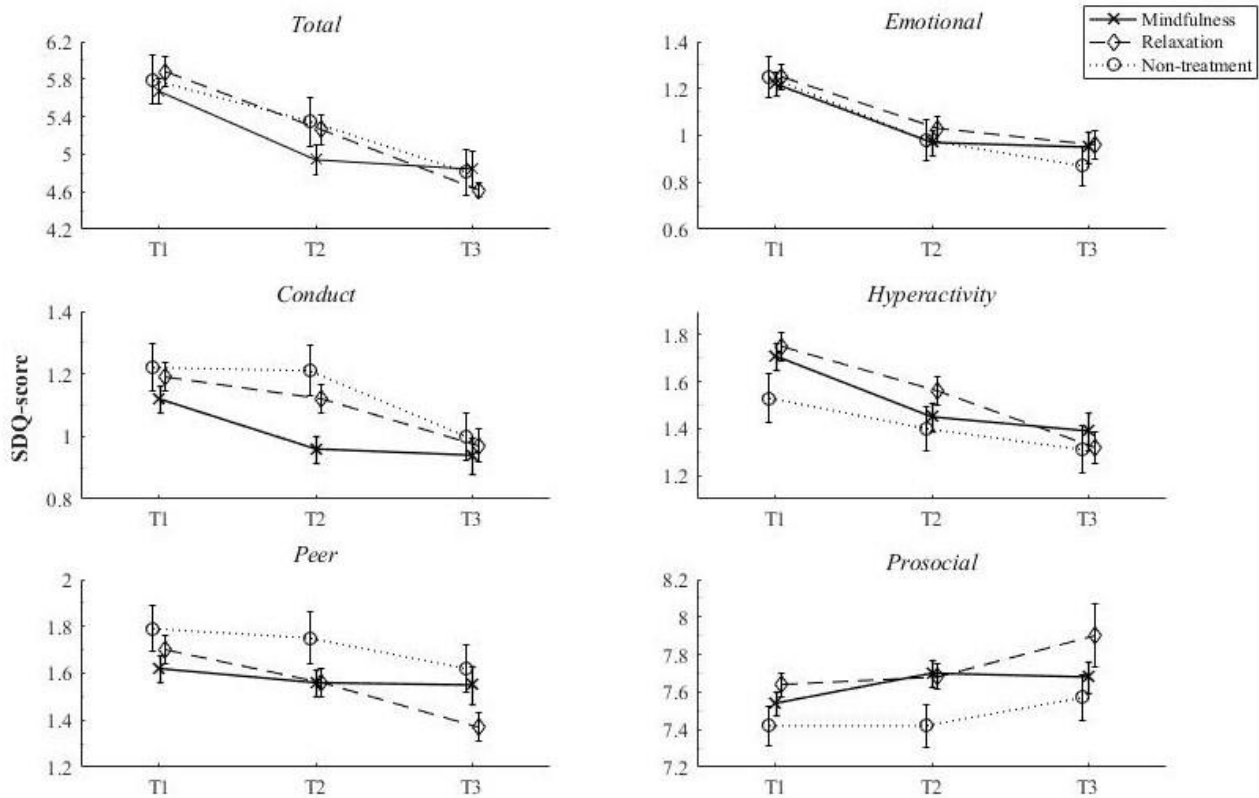 Total
6.2
5.8
5.4
5
4.6
4.2
T1 T2 T3
Emotional
1.4
1.2
1
0.8
0.6
T1 T2 T3
Mindfulness
Relaxation
Non-treatment
SDQ-score
Conduct
1.4
1.2
1
0.8
T1 T2 T3
Hyperactivity
1.8
1.6
1.4
1.2
T1 T2 T3
Peer
2
1.8
1.6
1.4
1.2
T1 T2 T3
Prosocial
8.2
8
7.8
7.6
7.4
7.2
T1 T2 T3